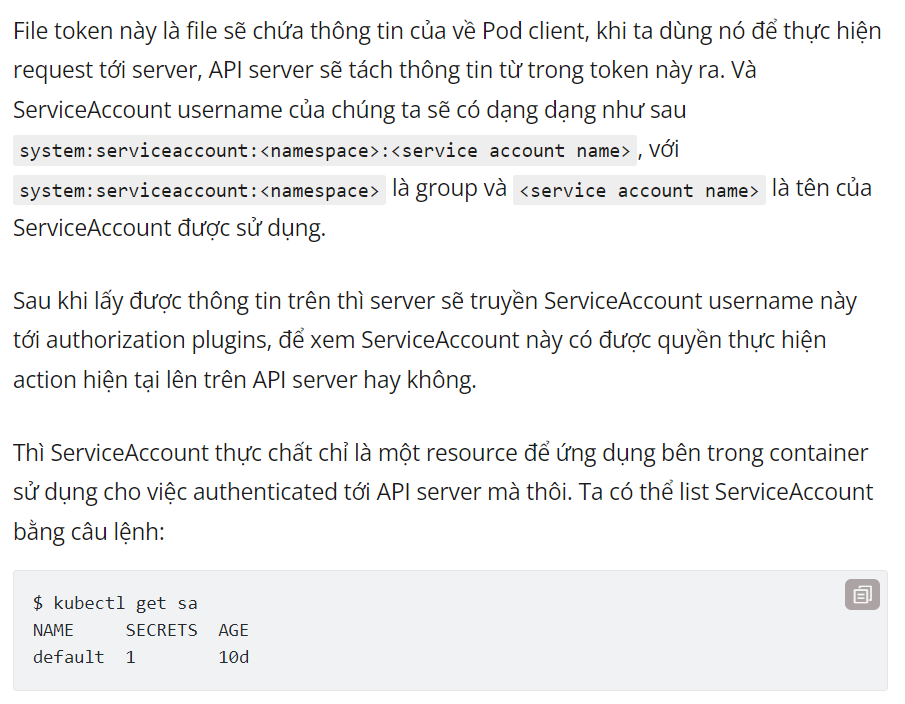 File token này là file sẽ chứa thông tin của về Pod client, khi ta dùng nó để thực hiện
request tới server, API server sẽ tách thông tin từ trong token này ra. Và
ServiceAccount username của chúng ta sẽ có dạng dạng như sau
system:serviceaccount:<namespace>:<service account name> , với
system:serviceaccount:<namespace> là group và <service account name> là tên của
ServiceAccount được sử dụng.
Sau khi lấy được thông tin trên thì server sẽ truyền ServiceAccount username này
tới authorization plugins, để xem ServiceAccount này có được quyền thực hiện
action hiện tại lên trên API server hay không.
Thì ServiceAccount thực chất chỉ là một resource để ứng dụng bên trong container
sử dụng cho việc authenticated tới API server mà thôi. Ta có thể list ServiceAccount
bằng câu lệnh:
$ kubectl get sa
NAME SECRETS AGE
default 1 10d